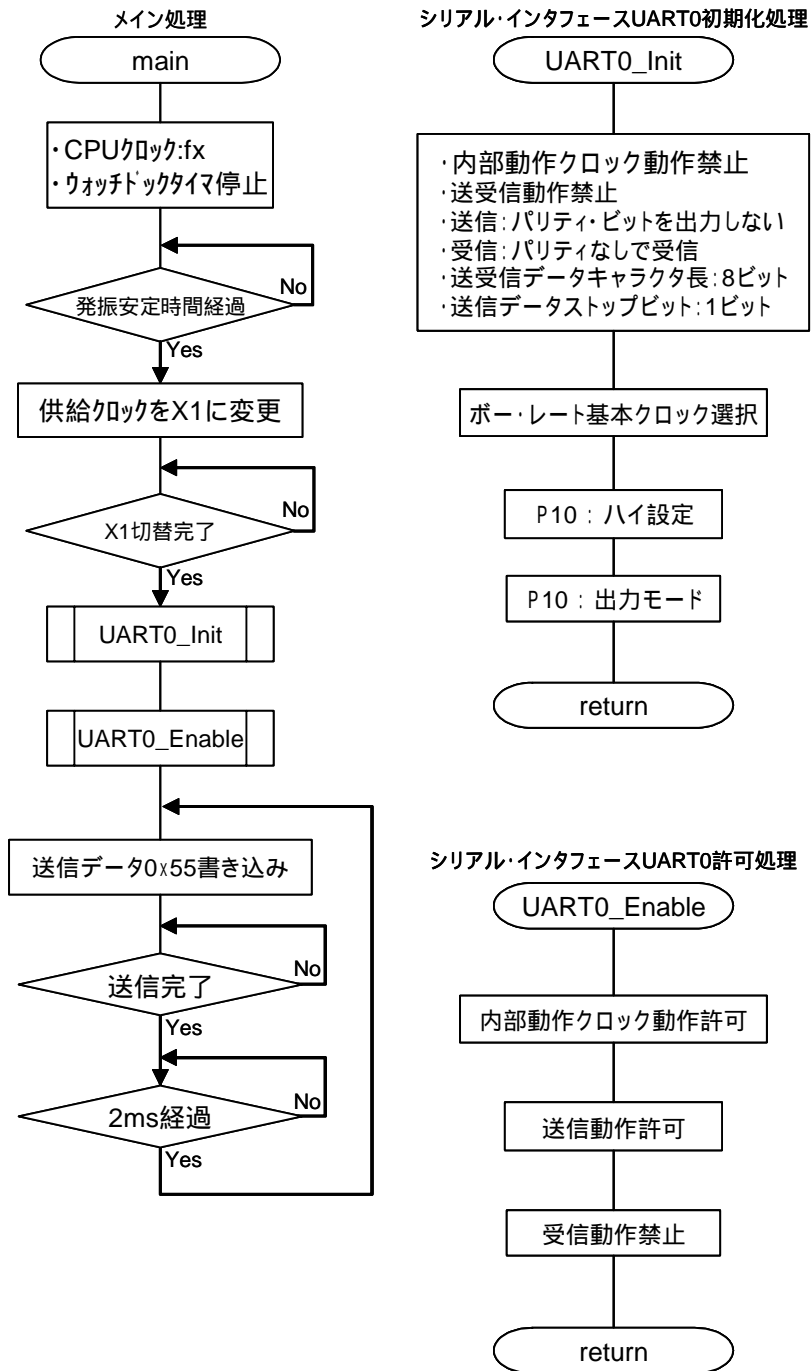 メイン処理
main
・CPUｸﾛｯｸ:fx
・ｳｫｯﾁﾄﾞｯｸﾀｲﾏ停止
No
発振安定時間経過
Yes
供給ｸﾛｯｸをX1に変更
No
X1切替完了
Yes
UART0_Init
UART0_Enable
送信データ0x55書き込み
No
送信完了
Yes
No
2ms経過
Yes
シリアル・インタフェースUART0初期化処理
UART0_Init
・内部動作クロック動作禁止
・送受信動作禁止
・送信：パリティ・ビットを出力しない
・受信：パリティなしで受信
・送受信データキャラクタ長：8ビット
・送信データストップビット：1ビット
ボー・レート基本クロック選択
P10 : ハイ設定
P10 : 出力モード
return
シリアル・インタフェースUART0許可処理
UART0_Enable
内部動作クロック動作許可
送信動作許可
受信動作禁止
return